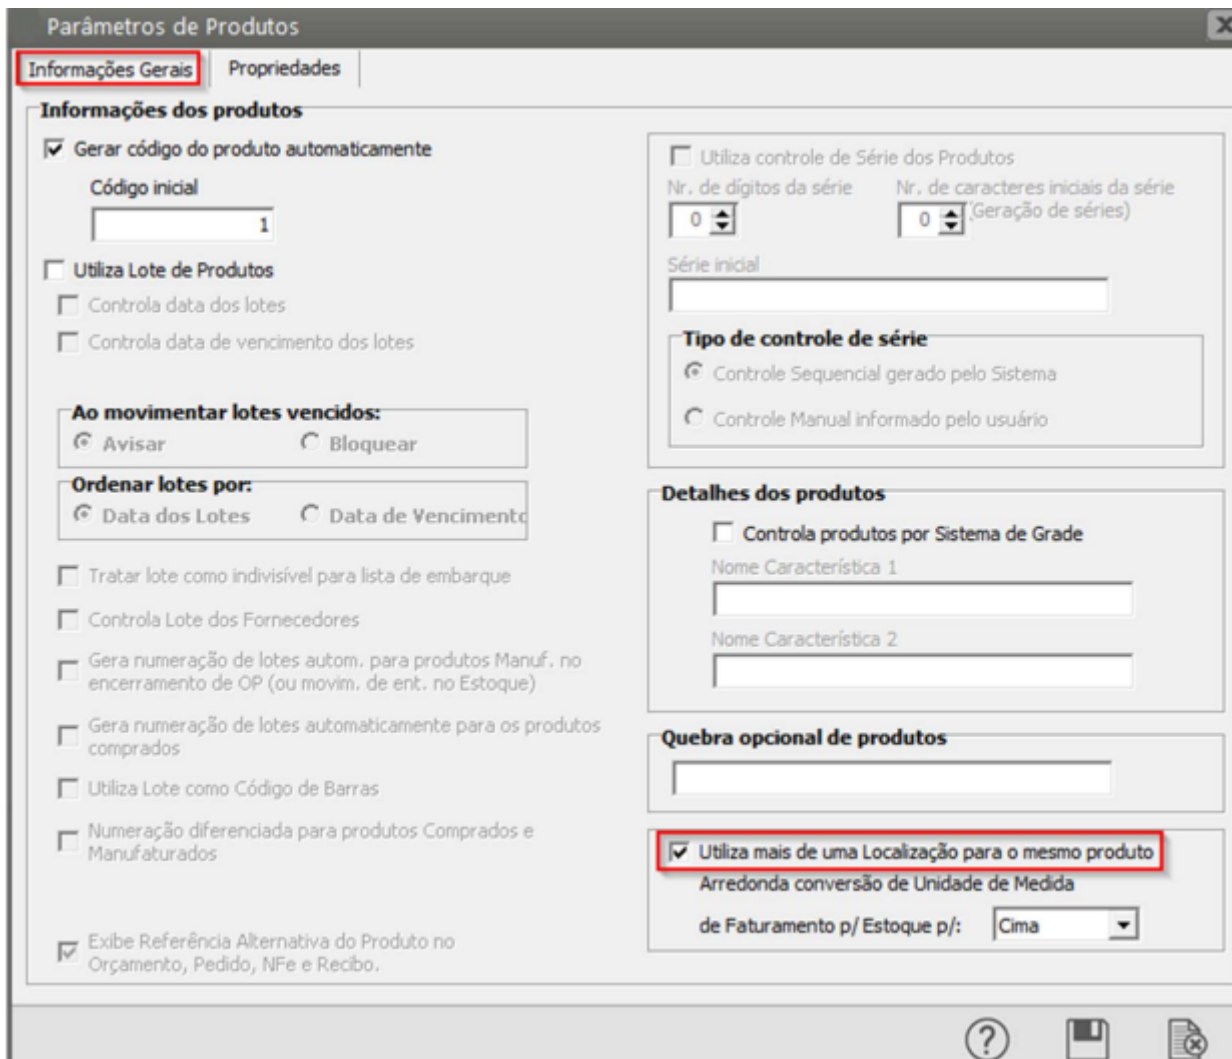 Parâmetros de Produtos
Informações Gerais
Propriedades
Informações dos produtos
Gerar código do produto automaticamente
Código inicial
1
Utiliza Lote de Produtos
Controla data dos lotes
Controla data de vencimento dos lotes
Ao movimentar lotes vencidos:
Avisar
Bloquear
Ordenar lotes por:
Data dos Lotes
Data de Vencimento
Tratar lote como indivisível para lista de embarque
Controla Lote dos Fornecedores
Gera numeração de lotes autom. para produtos Manuf. no
encerramento de OP (ou movim. de ent. no Estoque)
Gera numeração de lotes automaticamente para os produtos
comprados
Utiliza Lote como Código de Barras
Numeração diferenciada para produtos Comprados e
Manufaturados
Exibe Referência Alternativa do Produto no
Orçamento, Pedido, NFe e Recibo.
Utiliza controle de Série dos Produtos
Nr. de dígitos da série
Nr. de caracteres iniciais da série
(Geração de séries)
0
0
Série inicial
Tipo de controle de série
Controle Sequencial gerado pelo Sistema
Controle Manual informado pelo usuário
Detalhes dos produtos
Controla produtos por Sistema de Grade
Nome Característica 1
Nome Característica 2
Quebra opcional de produtos
Utiliza mais de uma Localização para o mesmo produto
Arredonda conversão de Unidade de Medida
de Faturamento p/ Estoque p/:
Cima